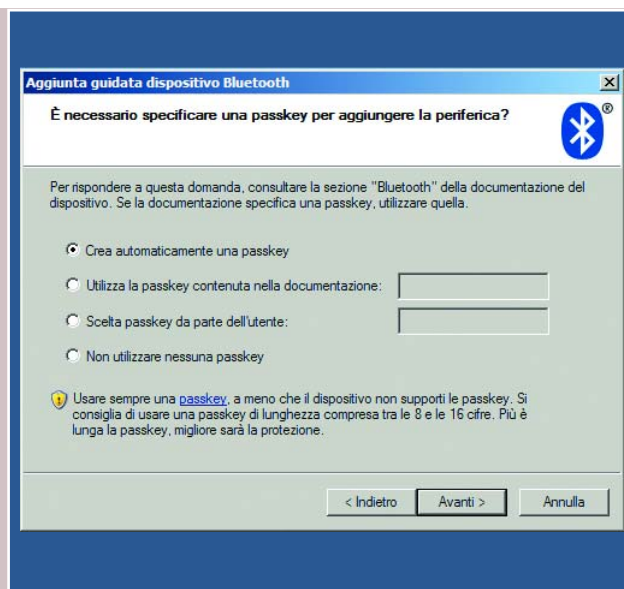 Aggiunta guidata dispositivo Bluetooth
È necessario specificare una passkey per aggiungere la periferica?
®
Per rispondere a questa domanda, consultare la sezione "Bluetooth" della documentazione del
dispositivo. Se la documentazione specifica una passkey, utilizzare quella.
Crea automaticamente una passkey
Utilizza la passkey contenuta nella documentazione:
Scelta passkey da parte dell'utente:
Non utilizzare nessuna passkey
Usare sempre una passkey, a meno che il dispositivo non supporti le passkey. Si
consiglia di usare una passkey di lunghezza compresa tra le 8 e le 16 cifre. Più è
lunga la passkey, migliore sarà la protezione.
< Indietro Avanti > Annulla